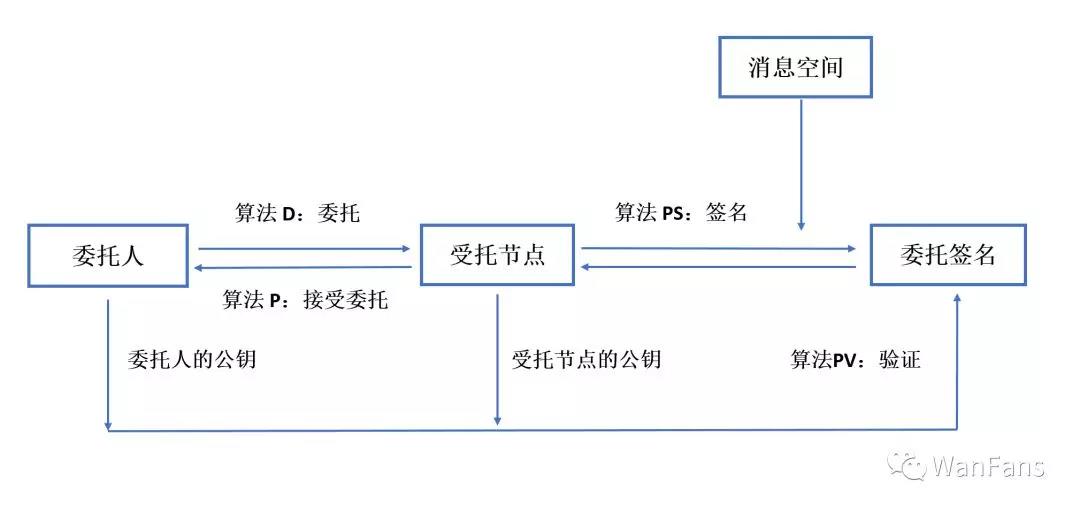 消息空间
算法 D：委托
算法 PS：签名
委托人
受托节点
委托签名
算法 P：接受委托
委托人的公钥
受托节点的公钥
算法PV：验证
WanFans